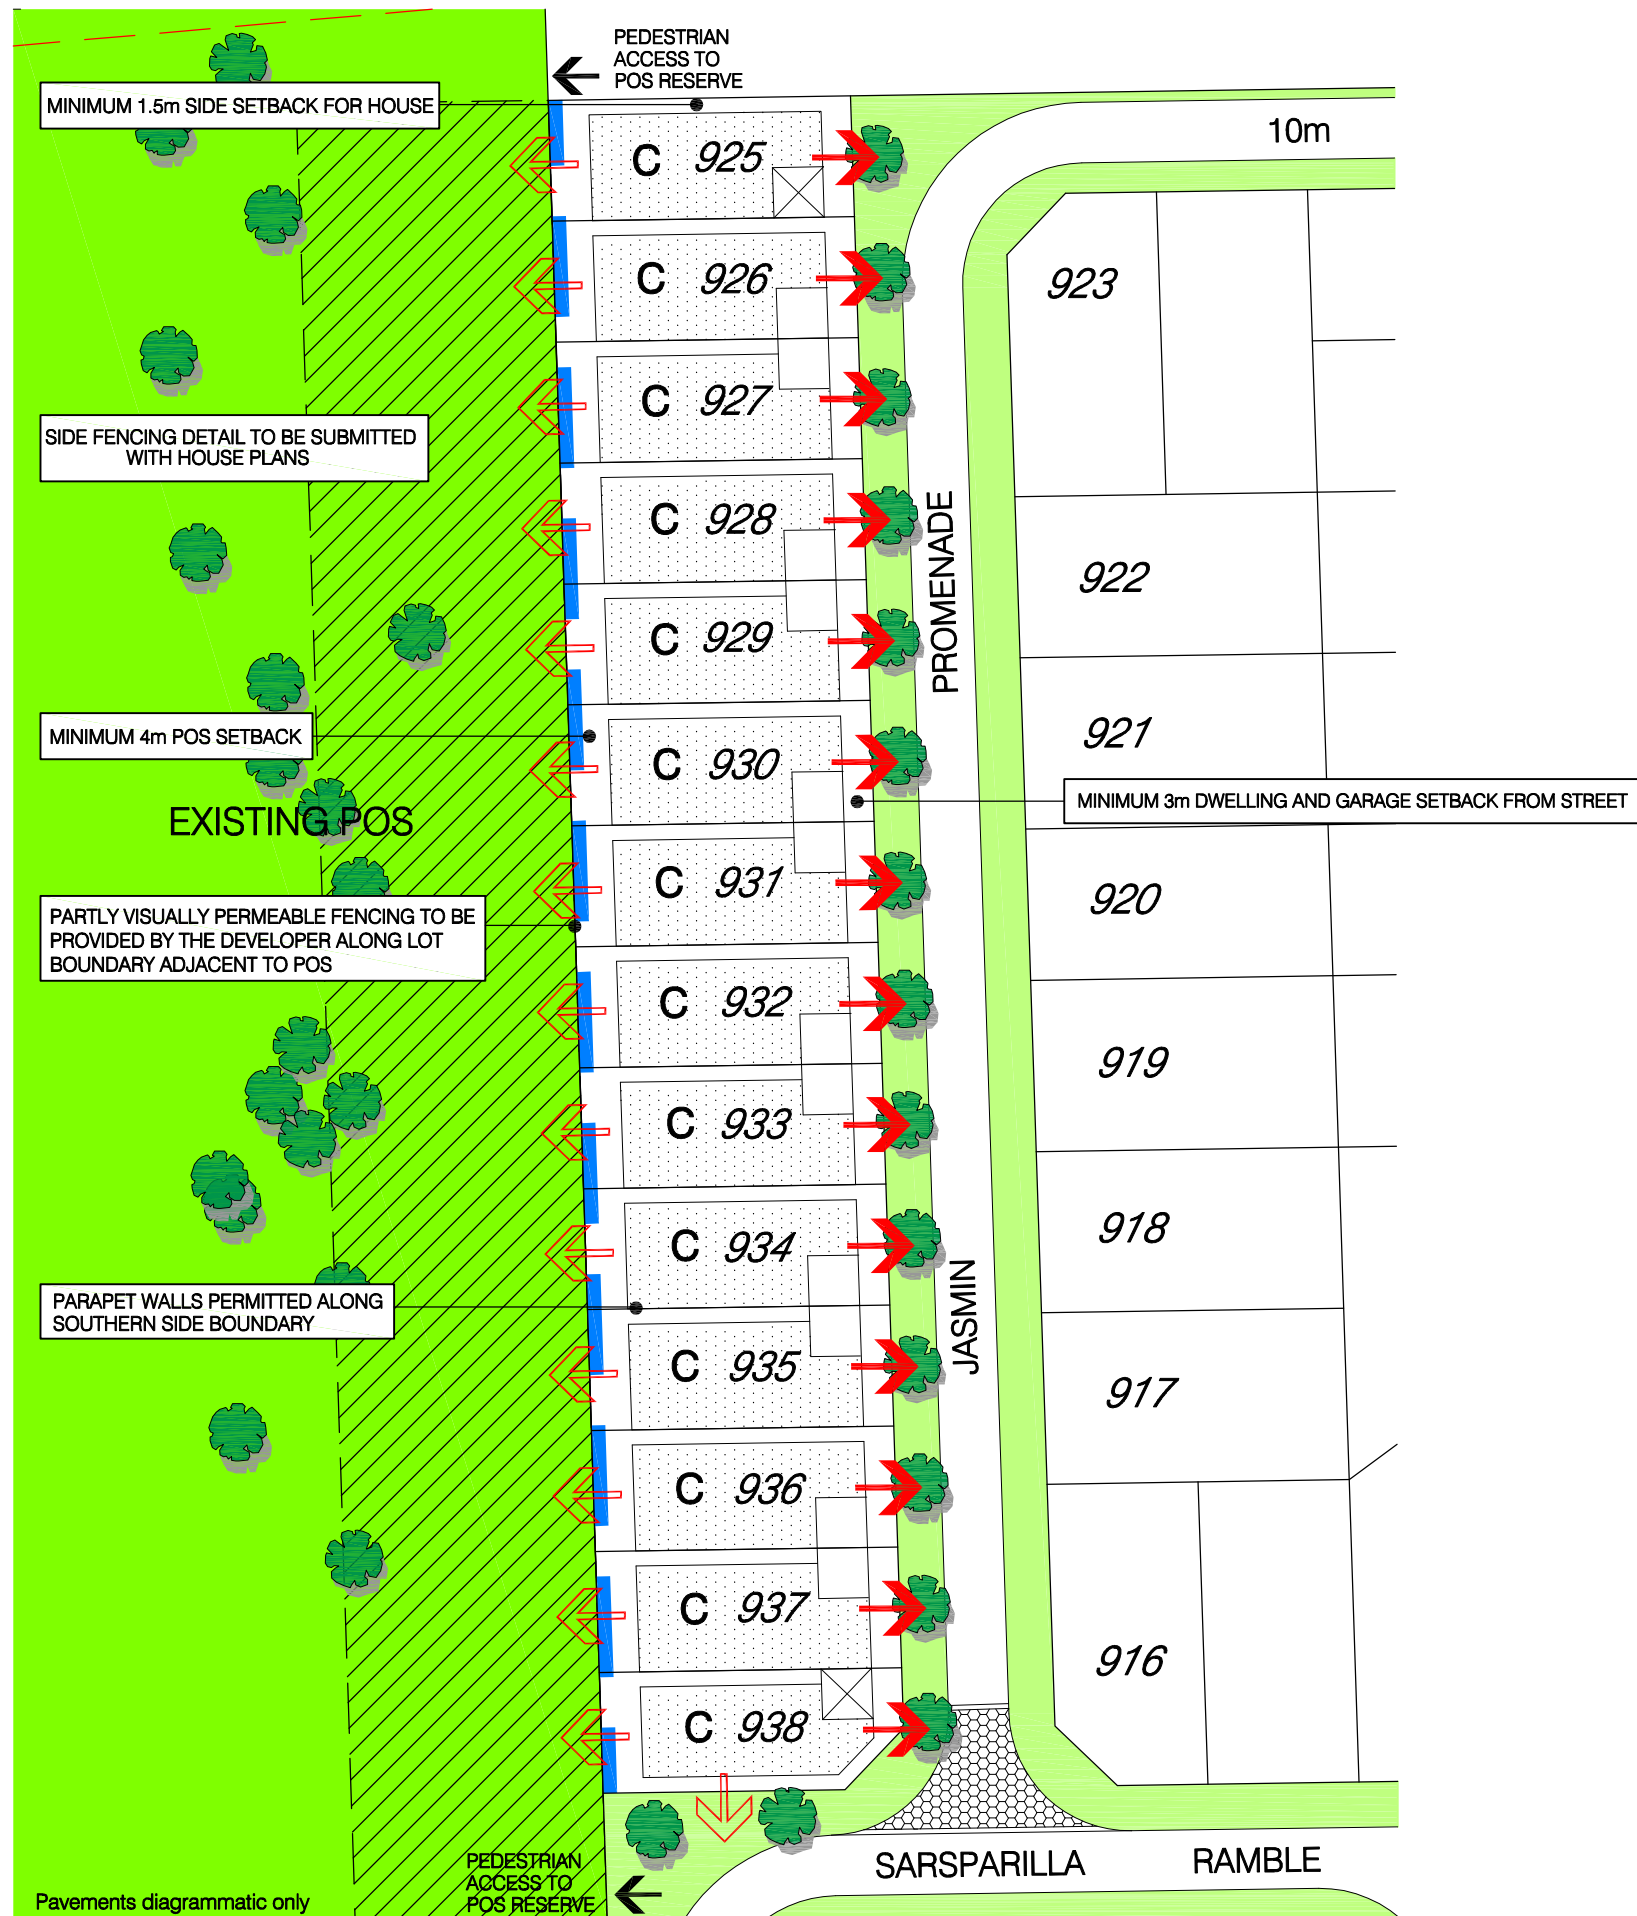 PEDESTRIAN
ACCESS TO
POS RESERVE
MINIMUM 1.5m SIDE SETBACK FOR HOUSE
10m
C 925
C 926
923
C 927
SIDE FENCING DETAIL TO BE SUBMITTED
WITH HOUSE PLANS
C 928
PROMENADE
922
C 929
MINIMUM 4m POS SETBACK
C 930
921
MINIMUM 3m DWELLING AND GARAGE SETBACK FROM STREET
EXISTING POS
C 931
920
PARTLY VISUALLY PERMEABLE FENCING TO BE
PROVIDED BY THE DEVELOPER ALONG LOT
BOUNDARY ADJACENT TO POS
C 932
919
C 933
C 934
918
PARAPET WALLS PERMITTED ALONG
SOUTHERN SIDE BOUNDARY
JASMIN
C 935
917
C 936
C 937
916
C 938
SARSPARILLA RAMBLE
PEDESTRIAN
ACCESS TO
POS RESERVE
Pavements diagrammatic only